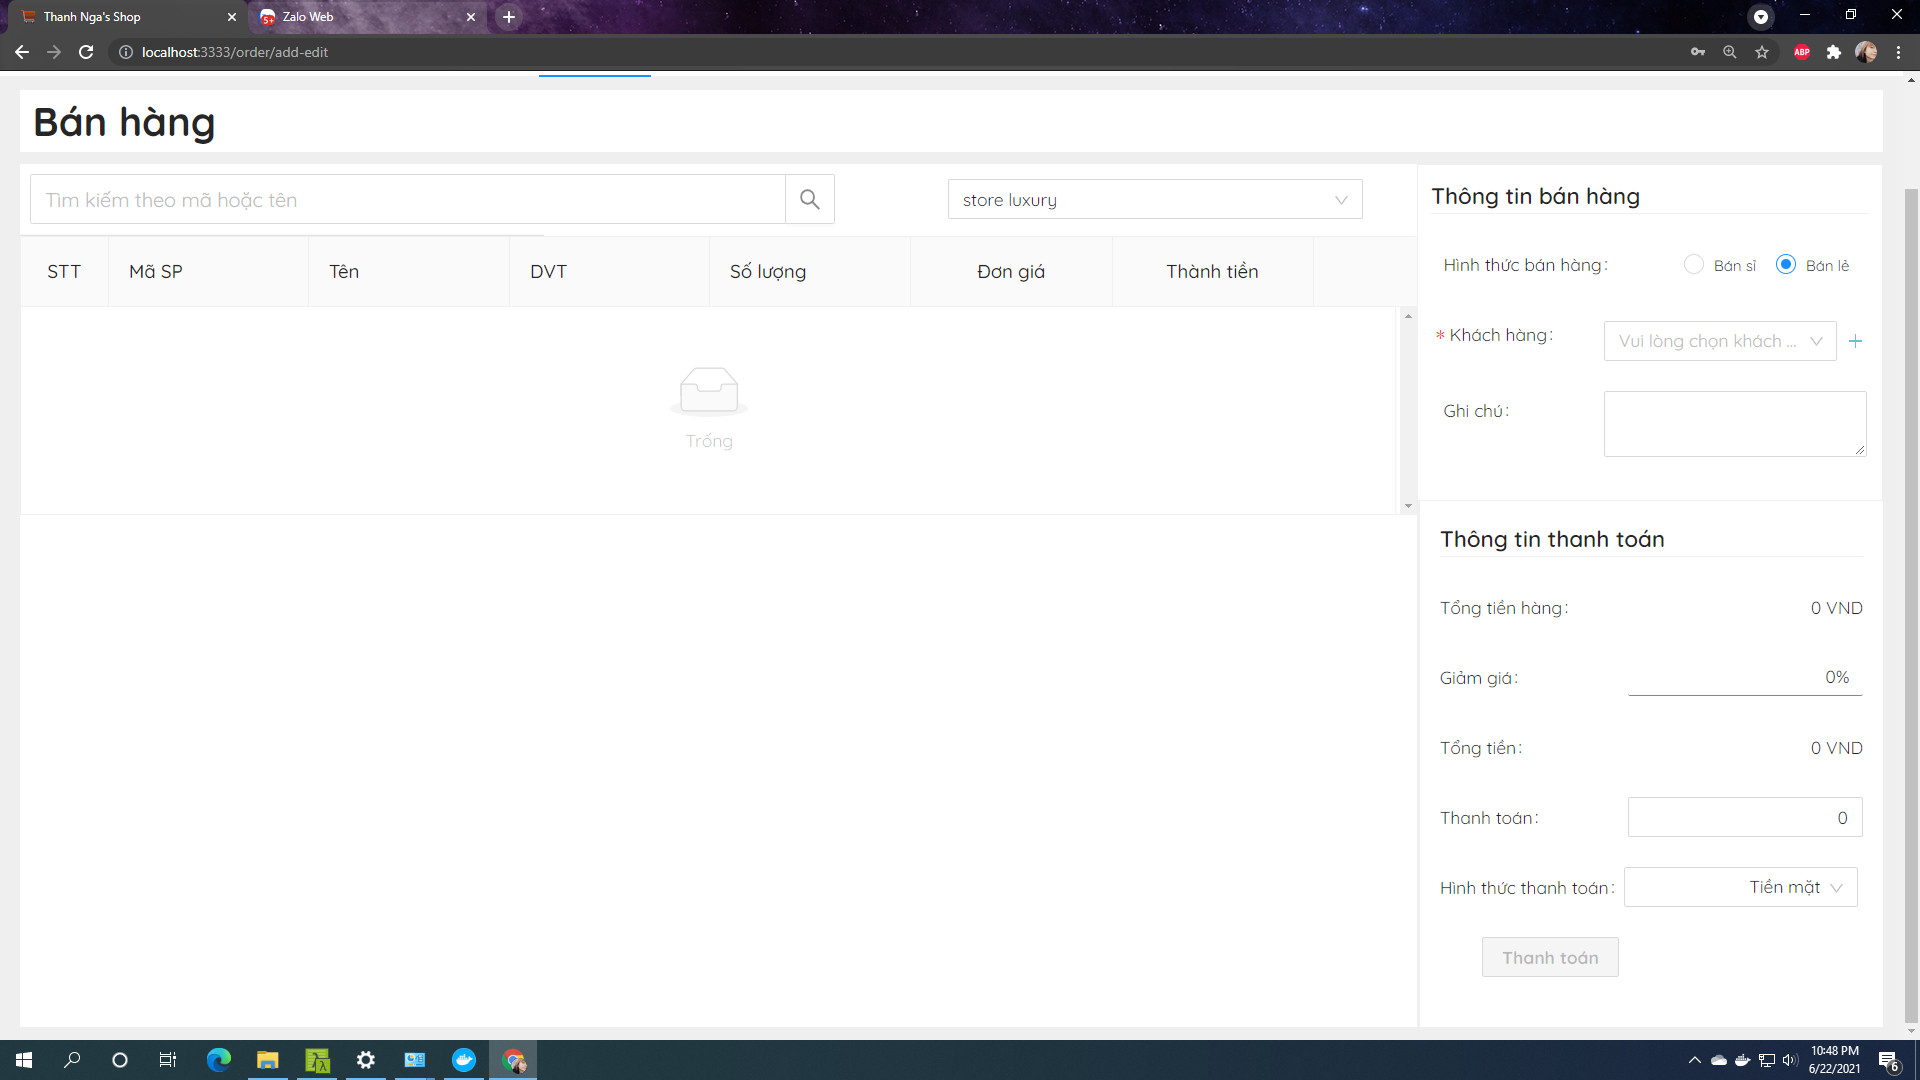 Thanh Nga's Shop
Zalo Web
localhost:3333/order/add-edit
ABP
Bán hàng
Tìm kiếm theo mã hoặc tên
store luxury
STT
Mã SP
Tên
DVT
Số lượng
Đơn giá
Thành tiền
Trống
Thông tin bán hàng
Hình thức bán hàng:
Bán sỉ
Bán lẻ
* Khách hàng:
Vui lòng chọn khách ...
Ghi chú:
Thông tin thanh toán
Tổng tiền hàng:
0 VND
Giảm giá:
0%
Tổng tiền:
0 VND
Thanh toán:
0
Hình thức thanh toán:
Tiền mặt
Thanh toán
10:48 PM
6/22/2021
6